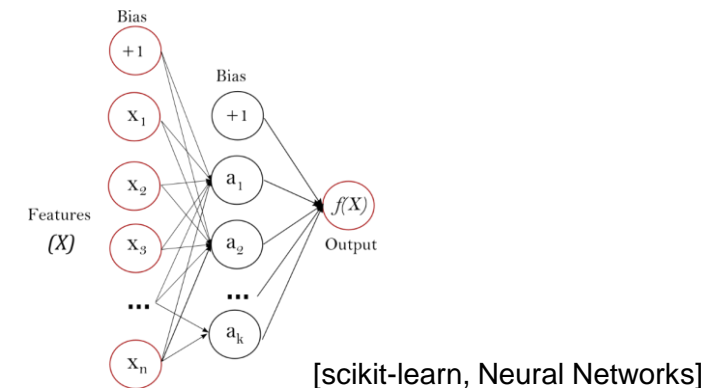 Bias
+1
Bias
x1
+1
x2
a1
f(X)
Features
(X)
x3
a2
Output
...
...
ak
xn
[scikit-learn, Neural Networks]